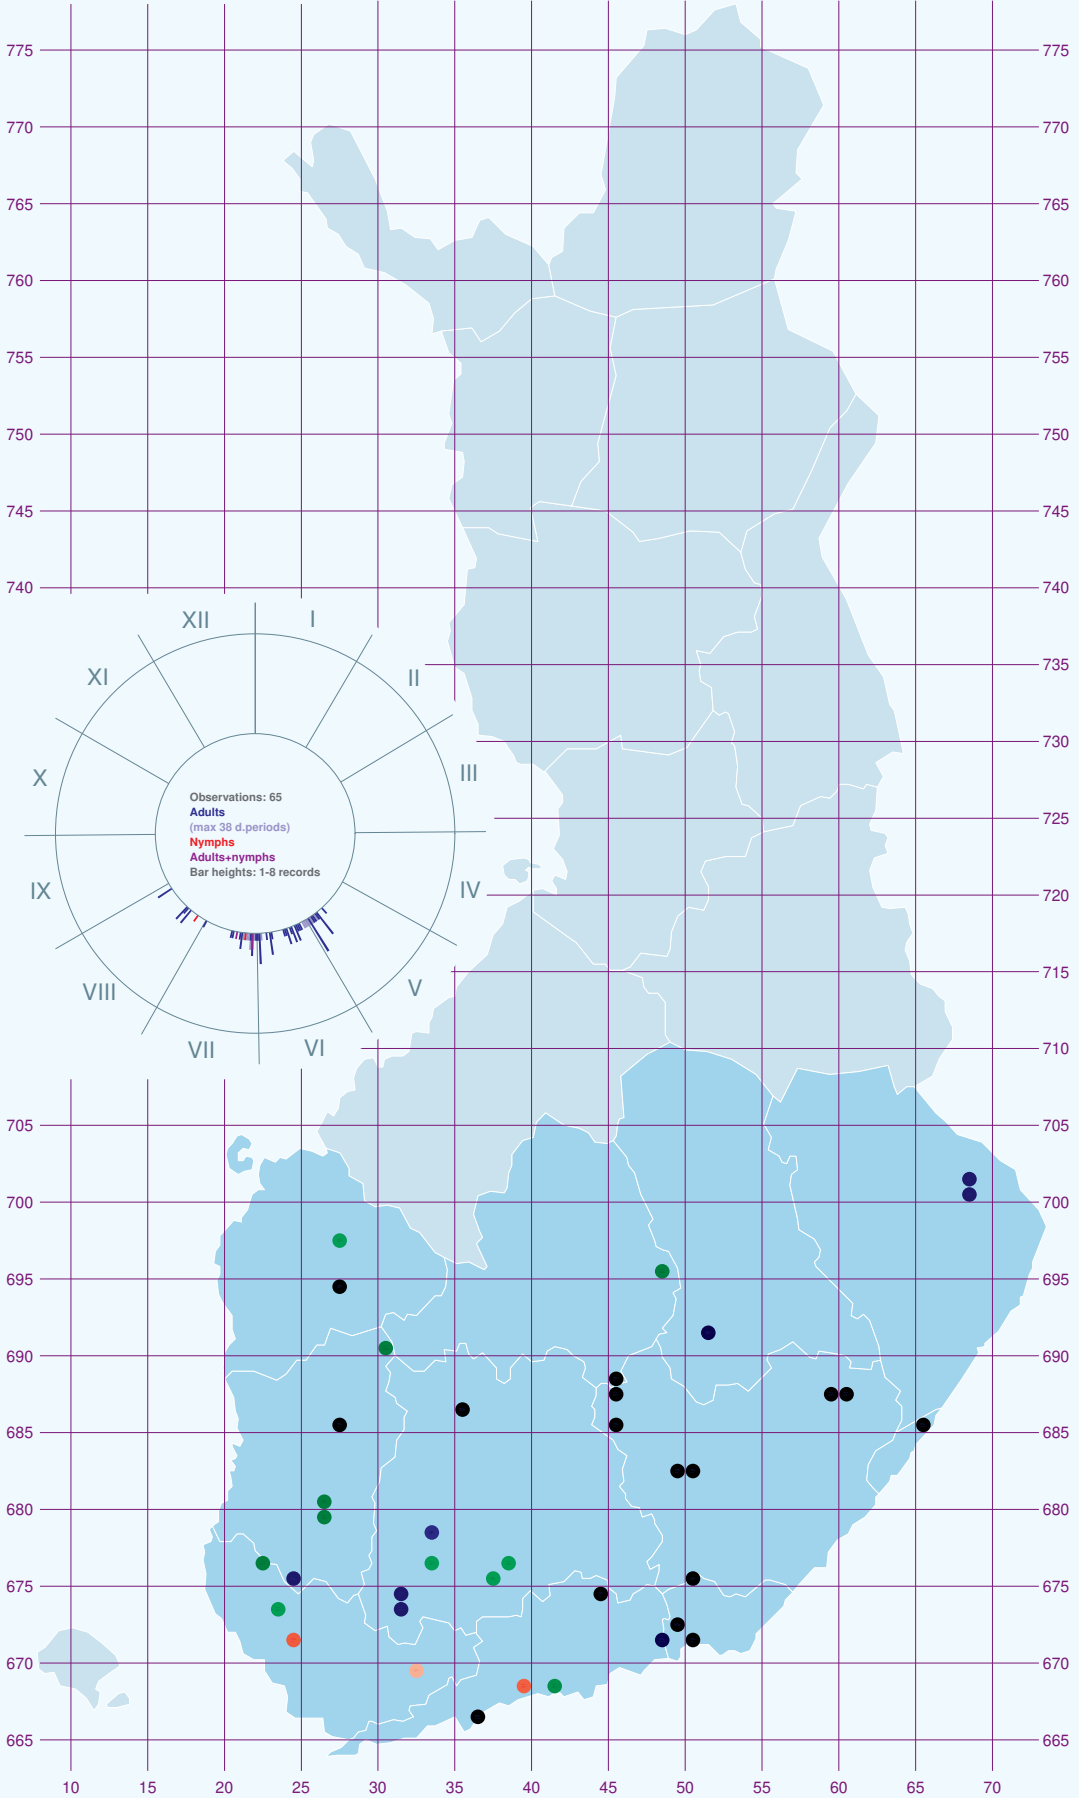 775 775
770 770
765 765
760 760
755 755
750 750
745 745
740 740
XII I
XI II
735
730
X III
725
Observations: 65
Adults
(max 38 d.periods)
Nymphs
Adults+nymphs
Bar heights: 1-8 records
IX IV
720
VIII V
715
VII VI
710
705 705
700 700
695 695
690 690
685 685
680 680
675 675
670 670
665 665
10 15 20 25 30 35 40 45 50 55 60 65 70